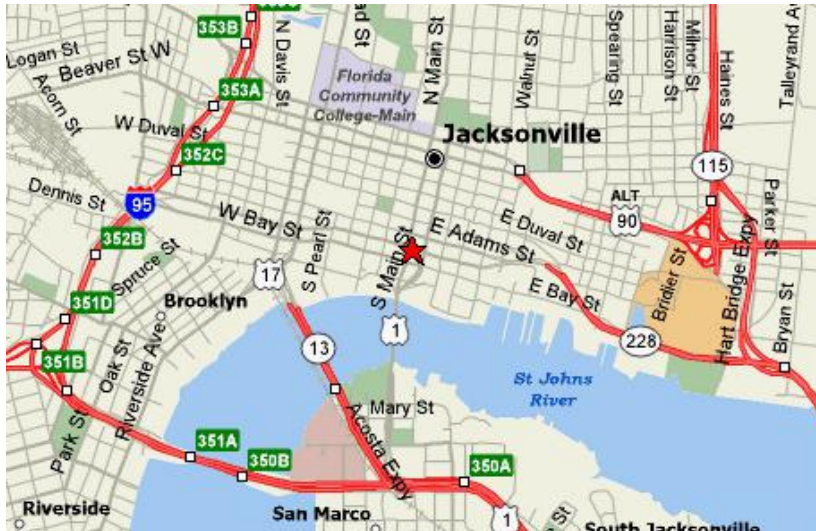 353B
Logan St
Beaver St W
N Davis St
N Main St
Walnut St
Spearing St
Harrison St
Milnor St
Haines St
Talleyrand Av
Acorn St
353A
Florida
Community
College-Main
W Duval St
Jacksonville
352C
115
Dennis St
95
ALT
90
Parker St
W Bay St
S Pearl St
S Main St
E Adams St
E Duval St
352B
Spruce St
17
Bridier St
Hart Bridge Expy
E Bay St
351D
Brooklyn
1
13
228
Bryan St
351B
Oak St
Riverside Ave
St Johns
River
Park St
Mary St
Acosta Expy
351A
350B
350A
Riverside
San Marco
1
South Jacksonville